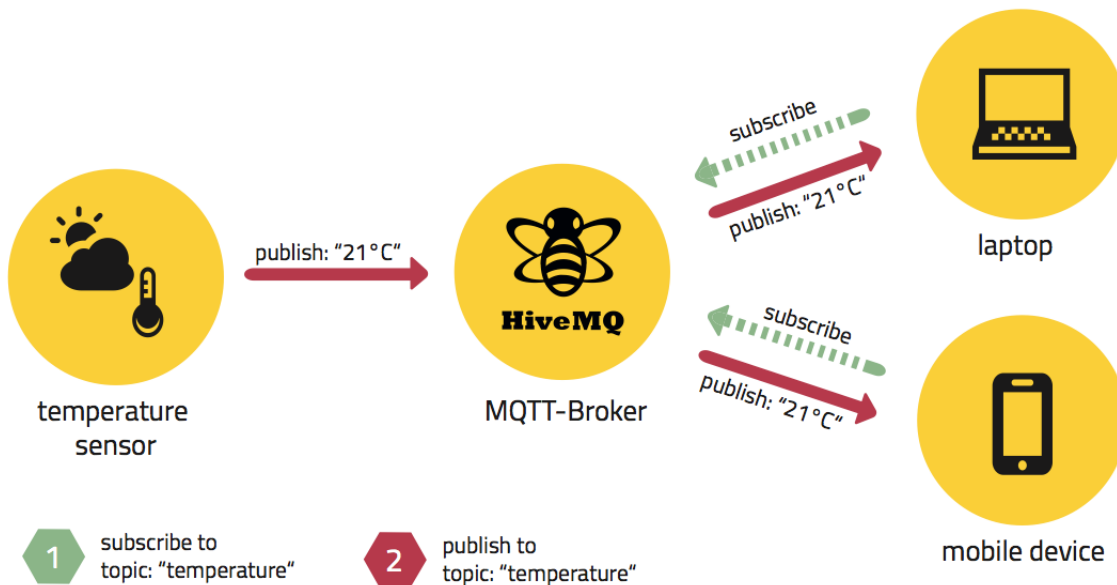 subscribe
publish: “21°C“
laptop
publish: “21°C“
HiveMQ
temperature
sensor
MQTT-Broker
subscribe
publish: “21°C“
mobile device
1
subscribe to
topic: “temperature“
2
publish to
topic: “temperature“